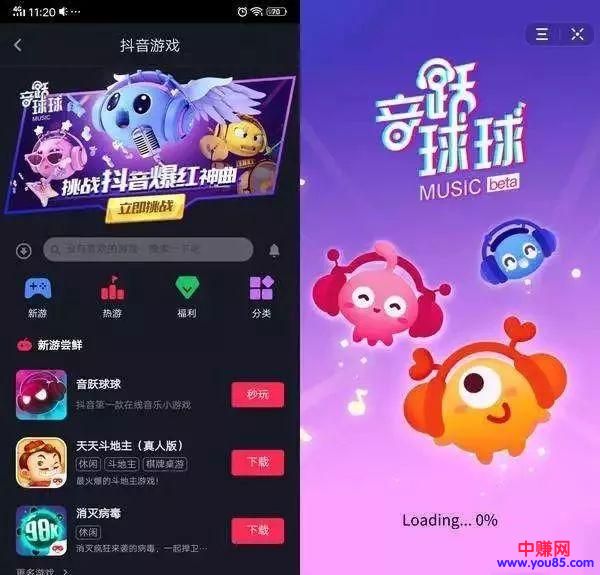 4G 11:20 70
抖音游戏
音跃球球
MUSIC
挑战抖音爆红神曲
立即挑战
没有喜欢的游戏，搜索一下吧
新游
热游
福利
分类
新游尝鲜
音跃球球
抖音第一款在线音乐小游戏
秒玩
天天斗地主（真人版）
休闲 斗地主 棋牌桌游
最火爆的斗地主游戏！
下载
98K
消灭病毒
休闲
消灭疯狂来袭的病毒，一起捍卫…
下载
更多游戏
音跃球球
MUSIC beta
Loading... 0%
中赚网
www.you85.com